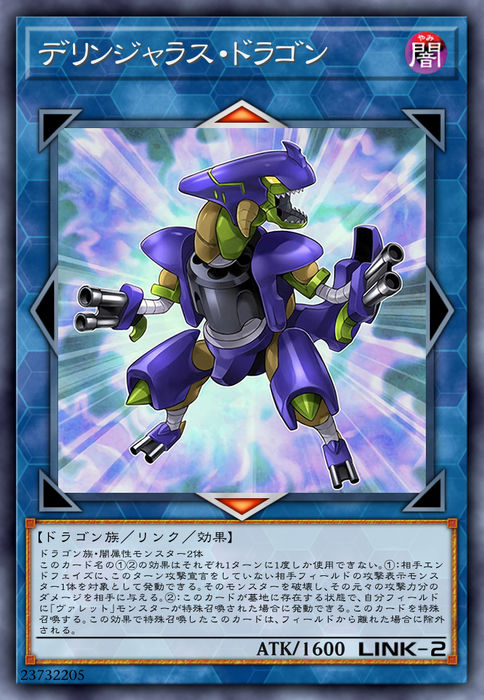 デリンジャラス・ドラゴン
やみ
闇
【ドラゴン族／リンク／効果】
ドラゴン族・闇属性モンスター2体
このカード名の①②の効果はそれぞれ1ターンに1度しか使用できない。①:相手エン
ドフェイズに、このターン攻撃宣言をしていない相手フィールドの攻撃表示モンス
ター1体を対象として発動できる。そのモンスターを破壊し、その元々の攻撃力分の
ダメージを相手に与える。②:このカードが墓地に存在する状態で、自分フィールド
に「ヴァレット」モンスターが特殊召喚された場合に発動できる。このカードを特殊
召喚する。この効果で特殊召喚したこのカードは、フィールドから離れた場合に除外
される。
ATK/1600 LINK-2
23732205